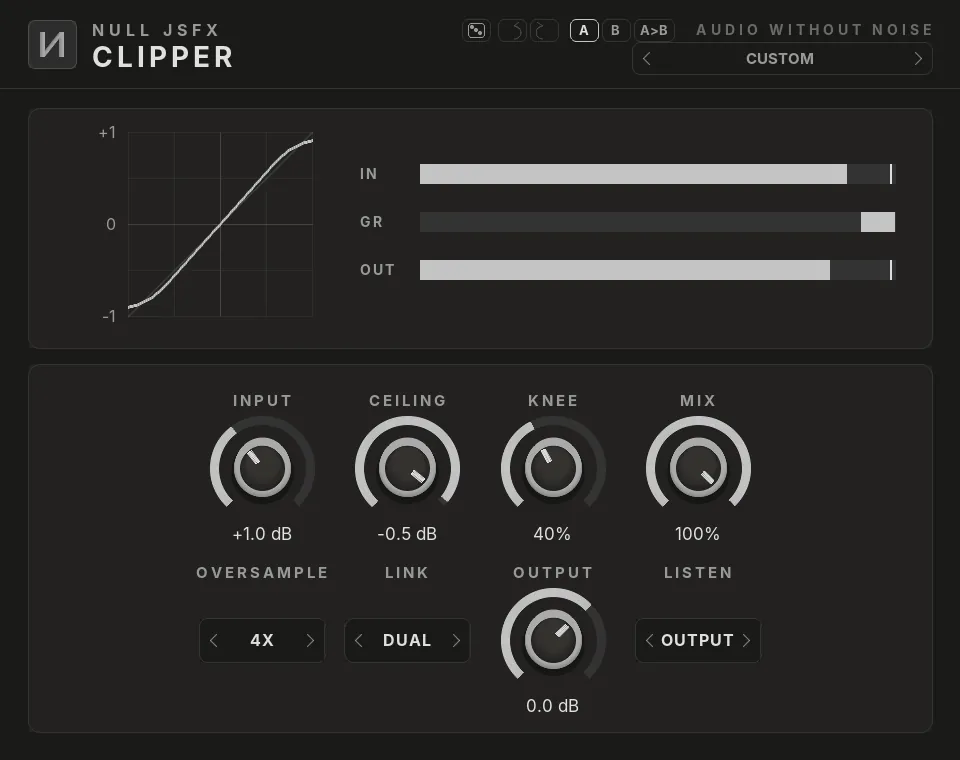 NULL JSFX
CLIPPER
A B A>B AUDIO WITHOUT NOISE
CUSTOM
+1
0
-1
IN
GR
OUT
INPUT CEILING KNEE MIX
+1.0 dB -0.5 dB 40% 100%
OVERSAMPLE LINK OUTPUT LISTEN
4X DUAL OUTPUT
0.0 dB